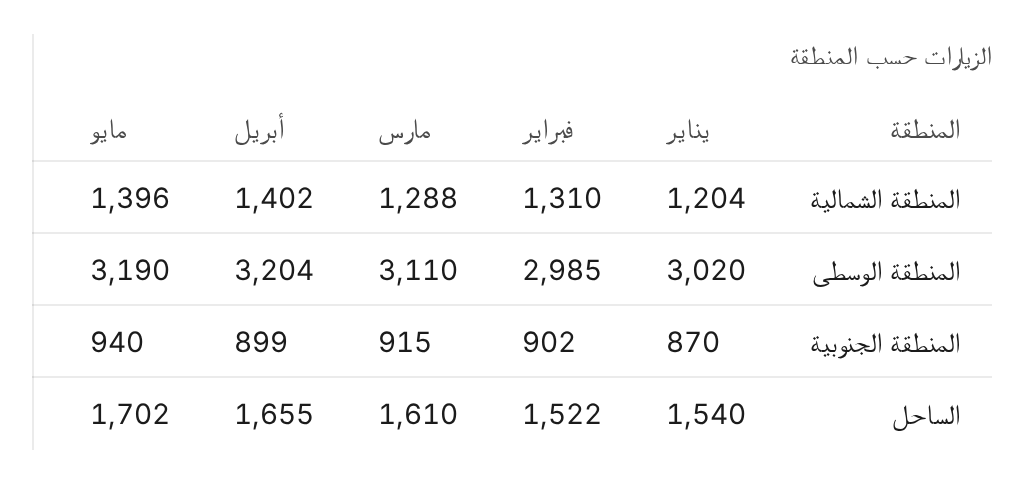 الزيارات حسب المنطقة
المنطقة يناير فبراير مارس أبريل مايو
المنطقة الشمالية 1,204 1,310 1,288 1,402 1,396
المنطقة الوسطى 3,020 2,985 3,110 3,204 3,190
المنطقة الجنوبية 870 902 915 899 940
الساحل 1,540 1,522 1,610 1,655 1,702